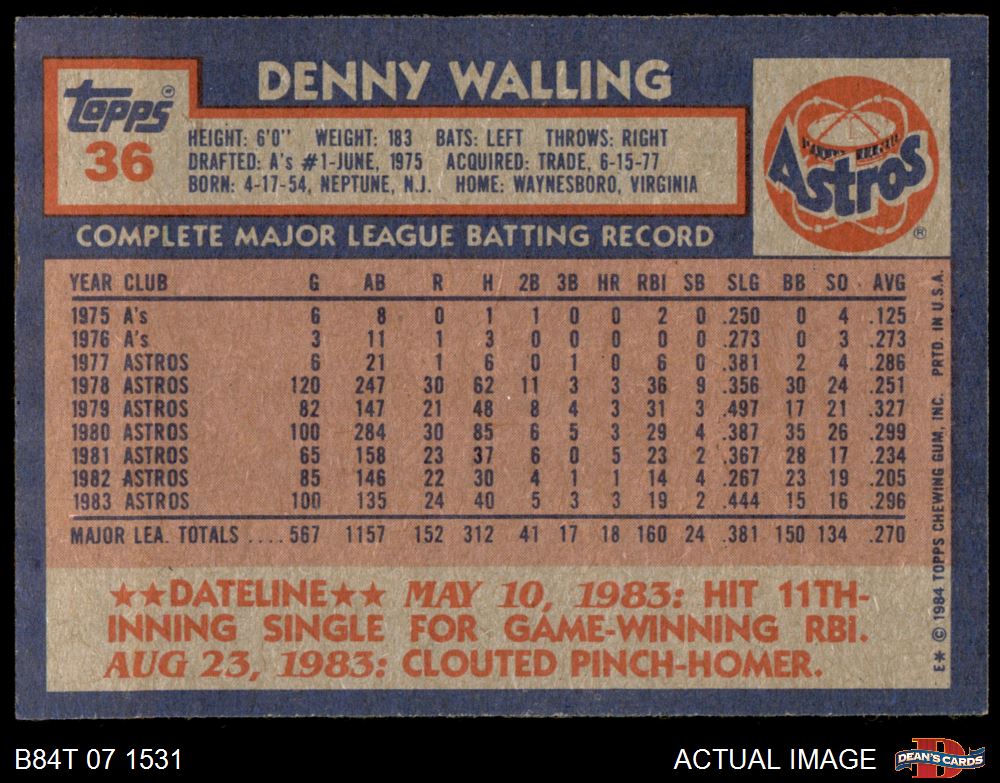 DENNY WALLING
Topps
36
HEIGHT: 6'0" WEIGHT: 183 BATS: LEFT THROWS: RIGHT
DRAFTED: A's #1-JUNE, 1975 ACQUIRED: TRADE, 6-15-77
BORN: 4-17-54, NEPTUNE, N.J. HOME: WAYNESBORO, VIRGINIA
Astros
®
COMPLETE MAJOR LEAGUE BATTING RECORD
YEAR CLUB G AB R H 2B 3B HR RBI SB SLG BB SO AVG
1975 A's 6 8 0 1 1 0 0 2 0 .250 0 4 .125
1976 A's 3 11 1 3 0 0 0 0 0 .273 0 3 .273
1977 ASTROS 6 21 1 6 0 1 0 6 0 .381 2 4 .286
1978 ASTROS 120 247 30 62 11 3 3 36 9 .356 30 24 .251
1979 ASTROS 82 147 21 48 8 4 3 31 3 .497 17 21 .327
1980 ASTROS 100 284 30 85 6 5 3 29 4 .387 35 26 .299
1981 ASTROS 65 158 23 37 6 0 5 23 2 .367 28 17 .234
1982 ASTROS 85 146 22 30 4 1 1 14 4 .267 23 19 .205
1983 ASTROS 100 135 24 40 5 3 3 19 2 .444 15 16 .296
MAJOR LEA. TOTALS ....567 1157 152 312 41 17 18 160 24 .381 150 134 .270
★★DATELINE★★ MAY 10, 1983: HIT 11TH-
INNING SINGLE FOR GAME-WINNING RBI.
AUG 23, 1983: CLOUTED PINCH-HOMER.
E* © 1984 TOPPS CHEWING GUM, INC. PRTD. IN U.S.A.
B84T 07 1531
ACTUAL IMAGE
DEAN'S CARDS